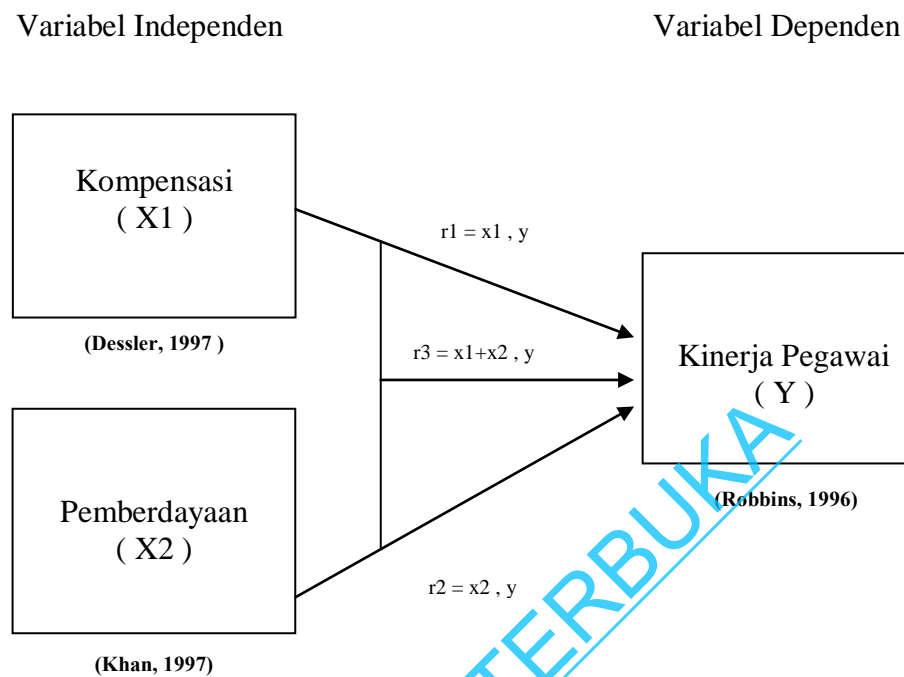 Variabel Independen
Variabel Dependen
Kompensasi
( X1 )
(Dessler, 1997 )
r1 = x1 , y
r3 = x1+x2 , y
Kinerja Pegawai
( Y )
(Robbins, 1996)
Pemberdayaan
( X2 )
(Khan, 1997)
r2 = x2 , y
TERBUKA